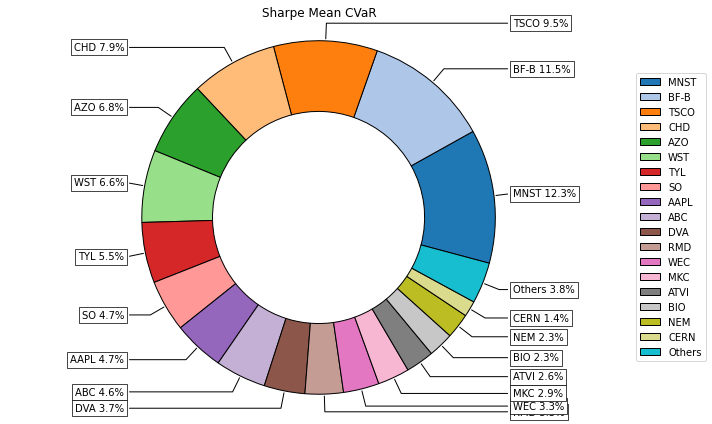 Sharpe Mean CVaR
TSCO 9.5%
CHD 7.9%
BF-B 11.5%
AZO 6.8%
WST 6.6%
MNST 12.3%
TYL 5.5%
Others 3.8%
SO 4.7%
CERN 1.4%
NEM 2.3%
AAPL 4.7%
BIO 2.3%
ATVI 2.6%
ABC 4.6%
MKC 2.9%
DVA 3.7%
WEC 3.3%
MNST
BF-B
TSCO
CHD
AZO
WST
TYL
SO
AAPL
ABC
DVA
RMD
WEC
MKC
ATVI
BIO
NEM
CERN
Others